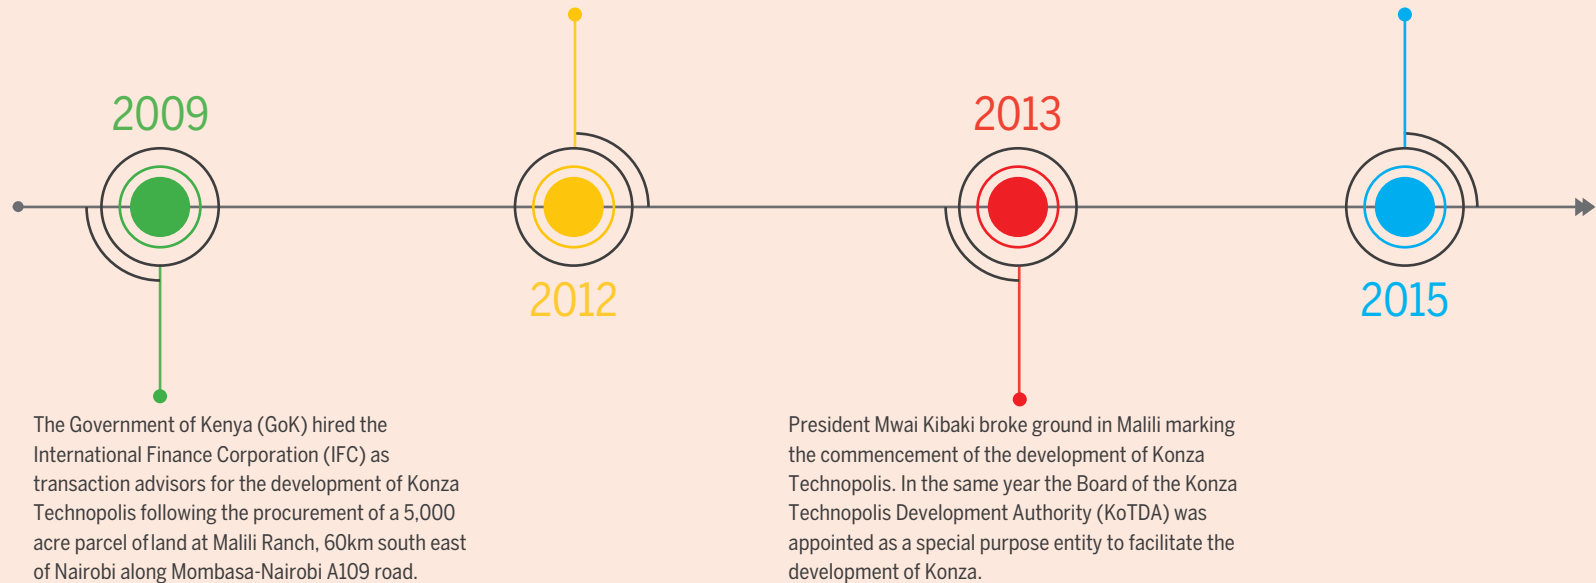 2009
The Government of Kenya (GoK) hired the
International Finance Corporation (IFC) as
transaction advisors for the development of Konza
Technopolis following the procurement of a 5,000
acre parcel of land at Malili Ranch, 60km south east
of Nairobi along Mombasa-Nairobi A109 road.
2012
2013
President Mwai Kibaki broke ground in Malili marking
the commencement of the development of Konza
Technopolis. In the same year the Board of the Konza
Technopolis Development Authority (KoTDA) was
appointed as a special purpose entity to facilitate the
development of Konza.
2015